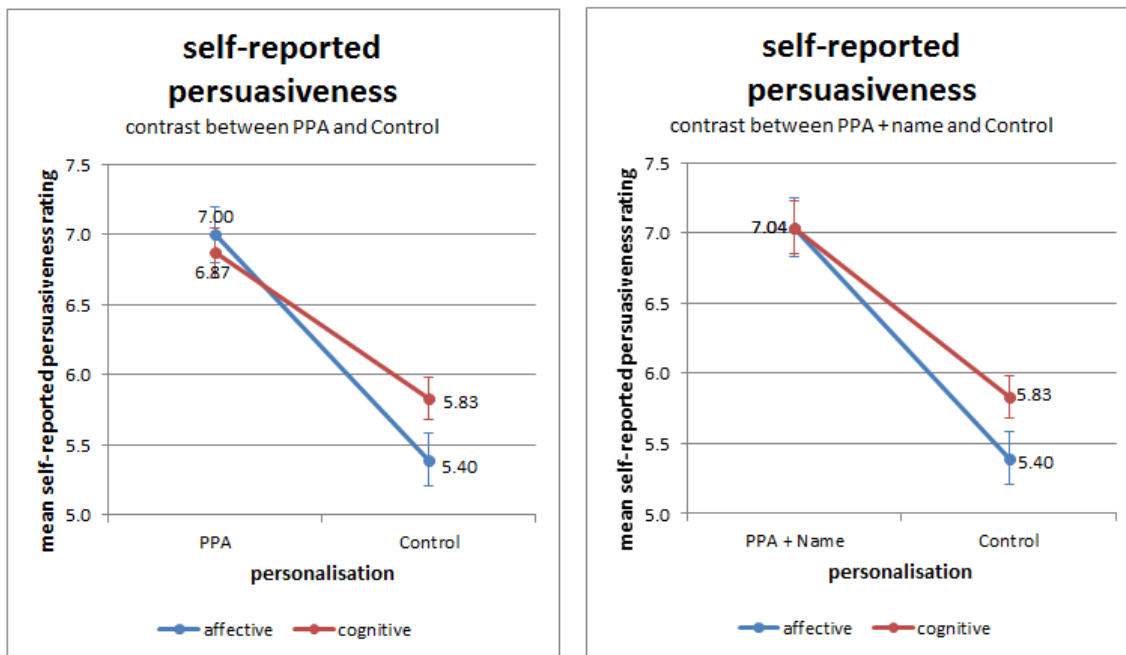 self-reported
persuasiveness
contrast between PPA and Control
mean self-reported persuasiveness rating
7.5
7.0
6.5
6.0
5.5
5.0
7.00
6.87
5.83
5.40
PPA
Control
personalisation
affective
cognitive
self-reported
persuasiveness
contrast between PPA + name and Control
mean self-reported persuasiveness rating
7.5
7.0
6.5
6.0
5.5
5.0
7.04
5.83
5.40
PPA + Name
Control
personalisation
affective
cognitive